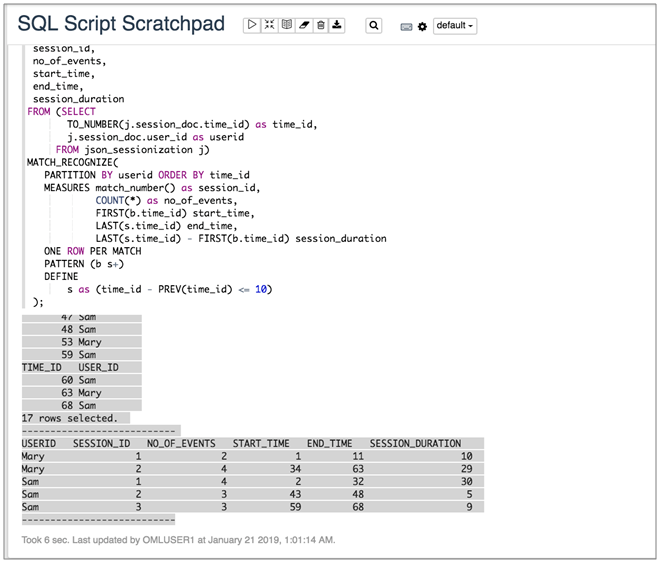 SQL Script Scratchpad
default
session_id,
no_of_events,
start_time,
end_time,
session_duration
FROM (SELECT
TO_NUMBER(j.session_doc.time_id) as time_id,
j.session_doc.user_id as userid
FROM json_sessionization j)
MATCH_RECOGNIZE(
PARTITION BY userid ORDER BY time_id
MEASURES match_number() as session_id,
COUNT(*) as no_of_events,
FIRST(b.time_id) start_time,
LAST(s.time_id) end_time,
LAST(s.time_id) - FIRST(b.time_id) session_duration
ONE ROW PER MATCH
PATTERN (b s+)
DEFINE
s as (time_id - PREV(time_id) <= 10)
);
47 Sam
48 Sam
53 Mary
59 Sam
TIME_ID USER_ID
60 Sam
63 Mary
68 Sam
17 rows selected.
---------------------------
USERID SESSION_ID NO_OF_EVENTS START_TIME END_TIME SESSION_DURATION
Mary 1 2 1 11 10
Mary 2 4 34 63 29
Sam 1 4 2 32 30
Sam 2 3 43 48 5
Sam 3 3 59 68 9
---------------------------
Took 6 sec. Last updated by OMLUSER1 at January 21 2019, 1:01:14 AM.